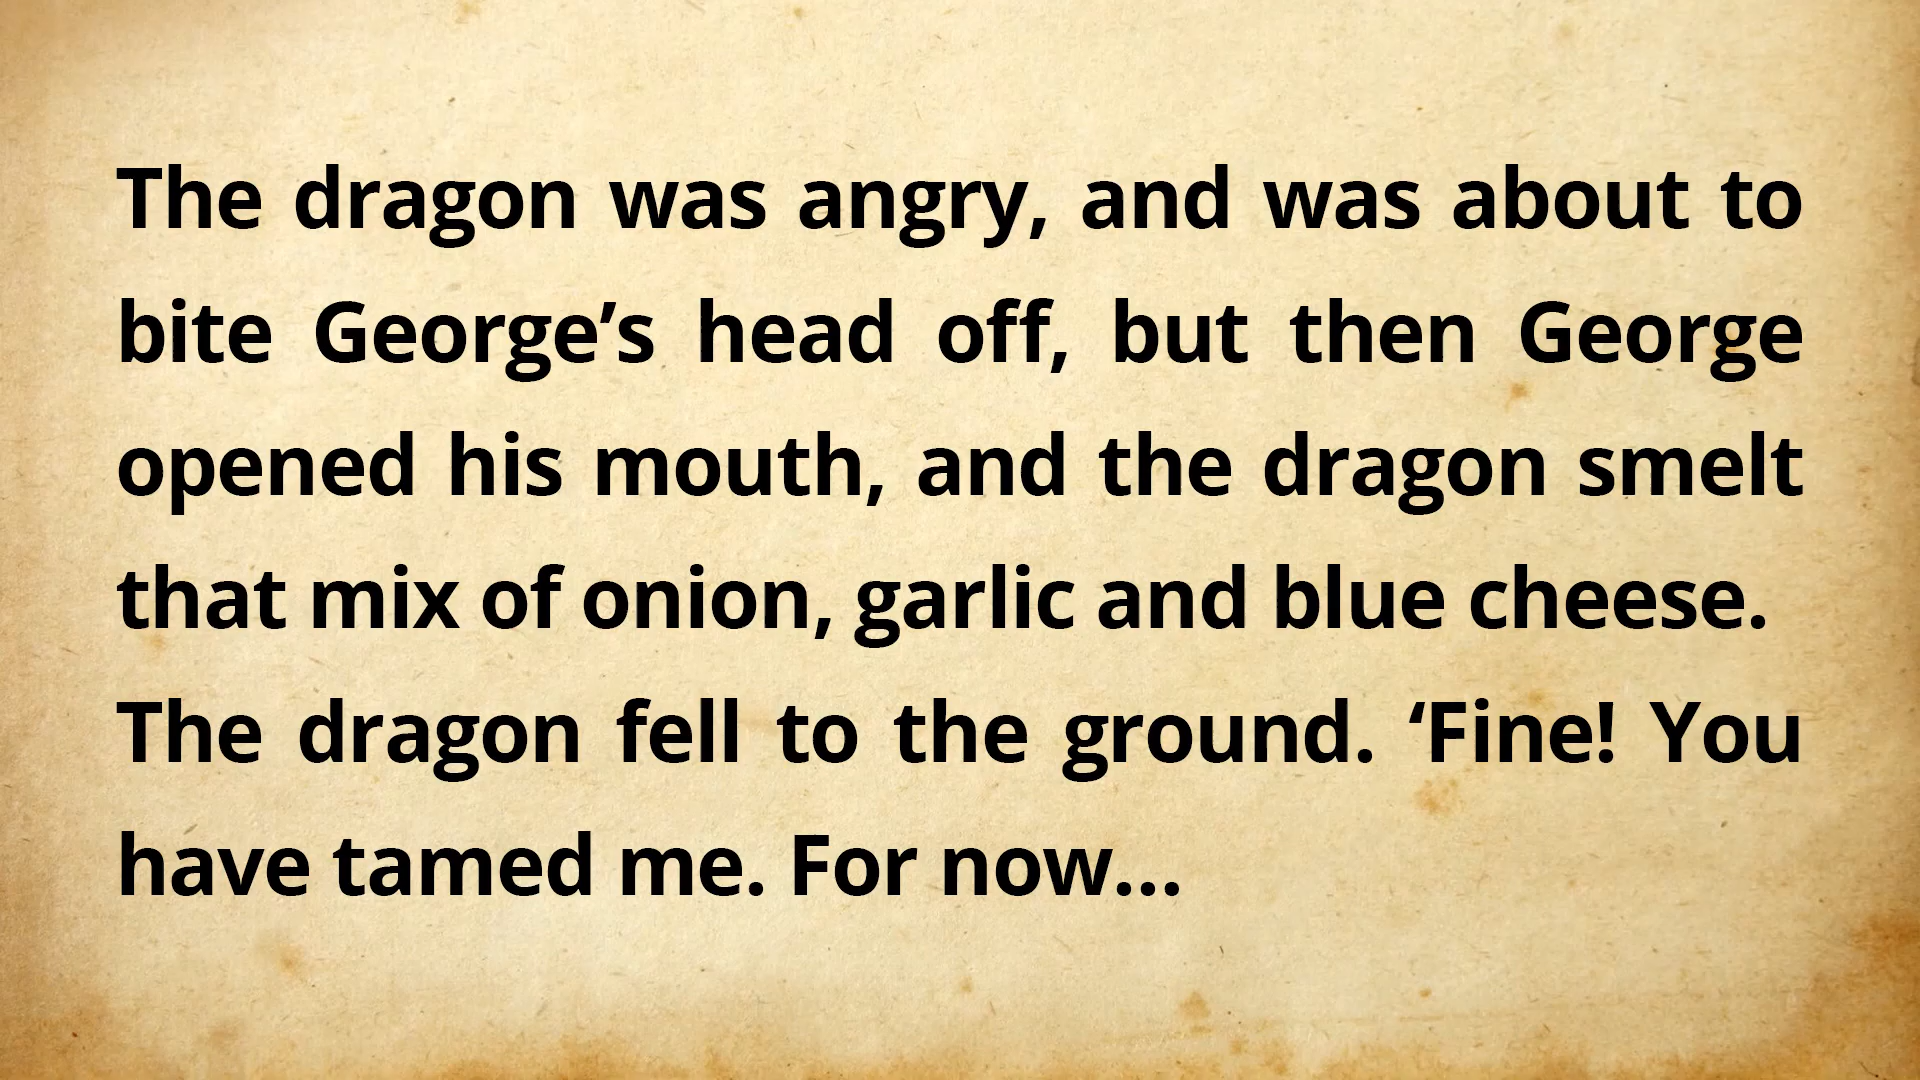 The dragon was angry, and was about to
bite George’s head off, but then George
opened his mouth, and the dragon smelt
that mix of onion, garlic and blue cheese.
The dragon fell to the ground. ‘Fine! You
have tamed me. For now...